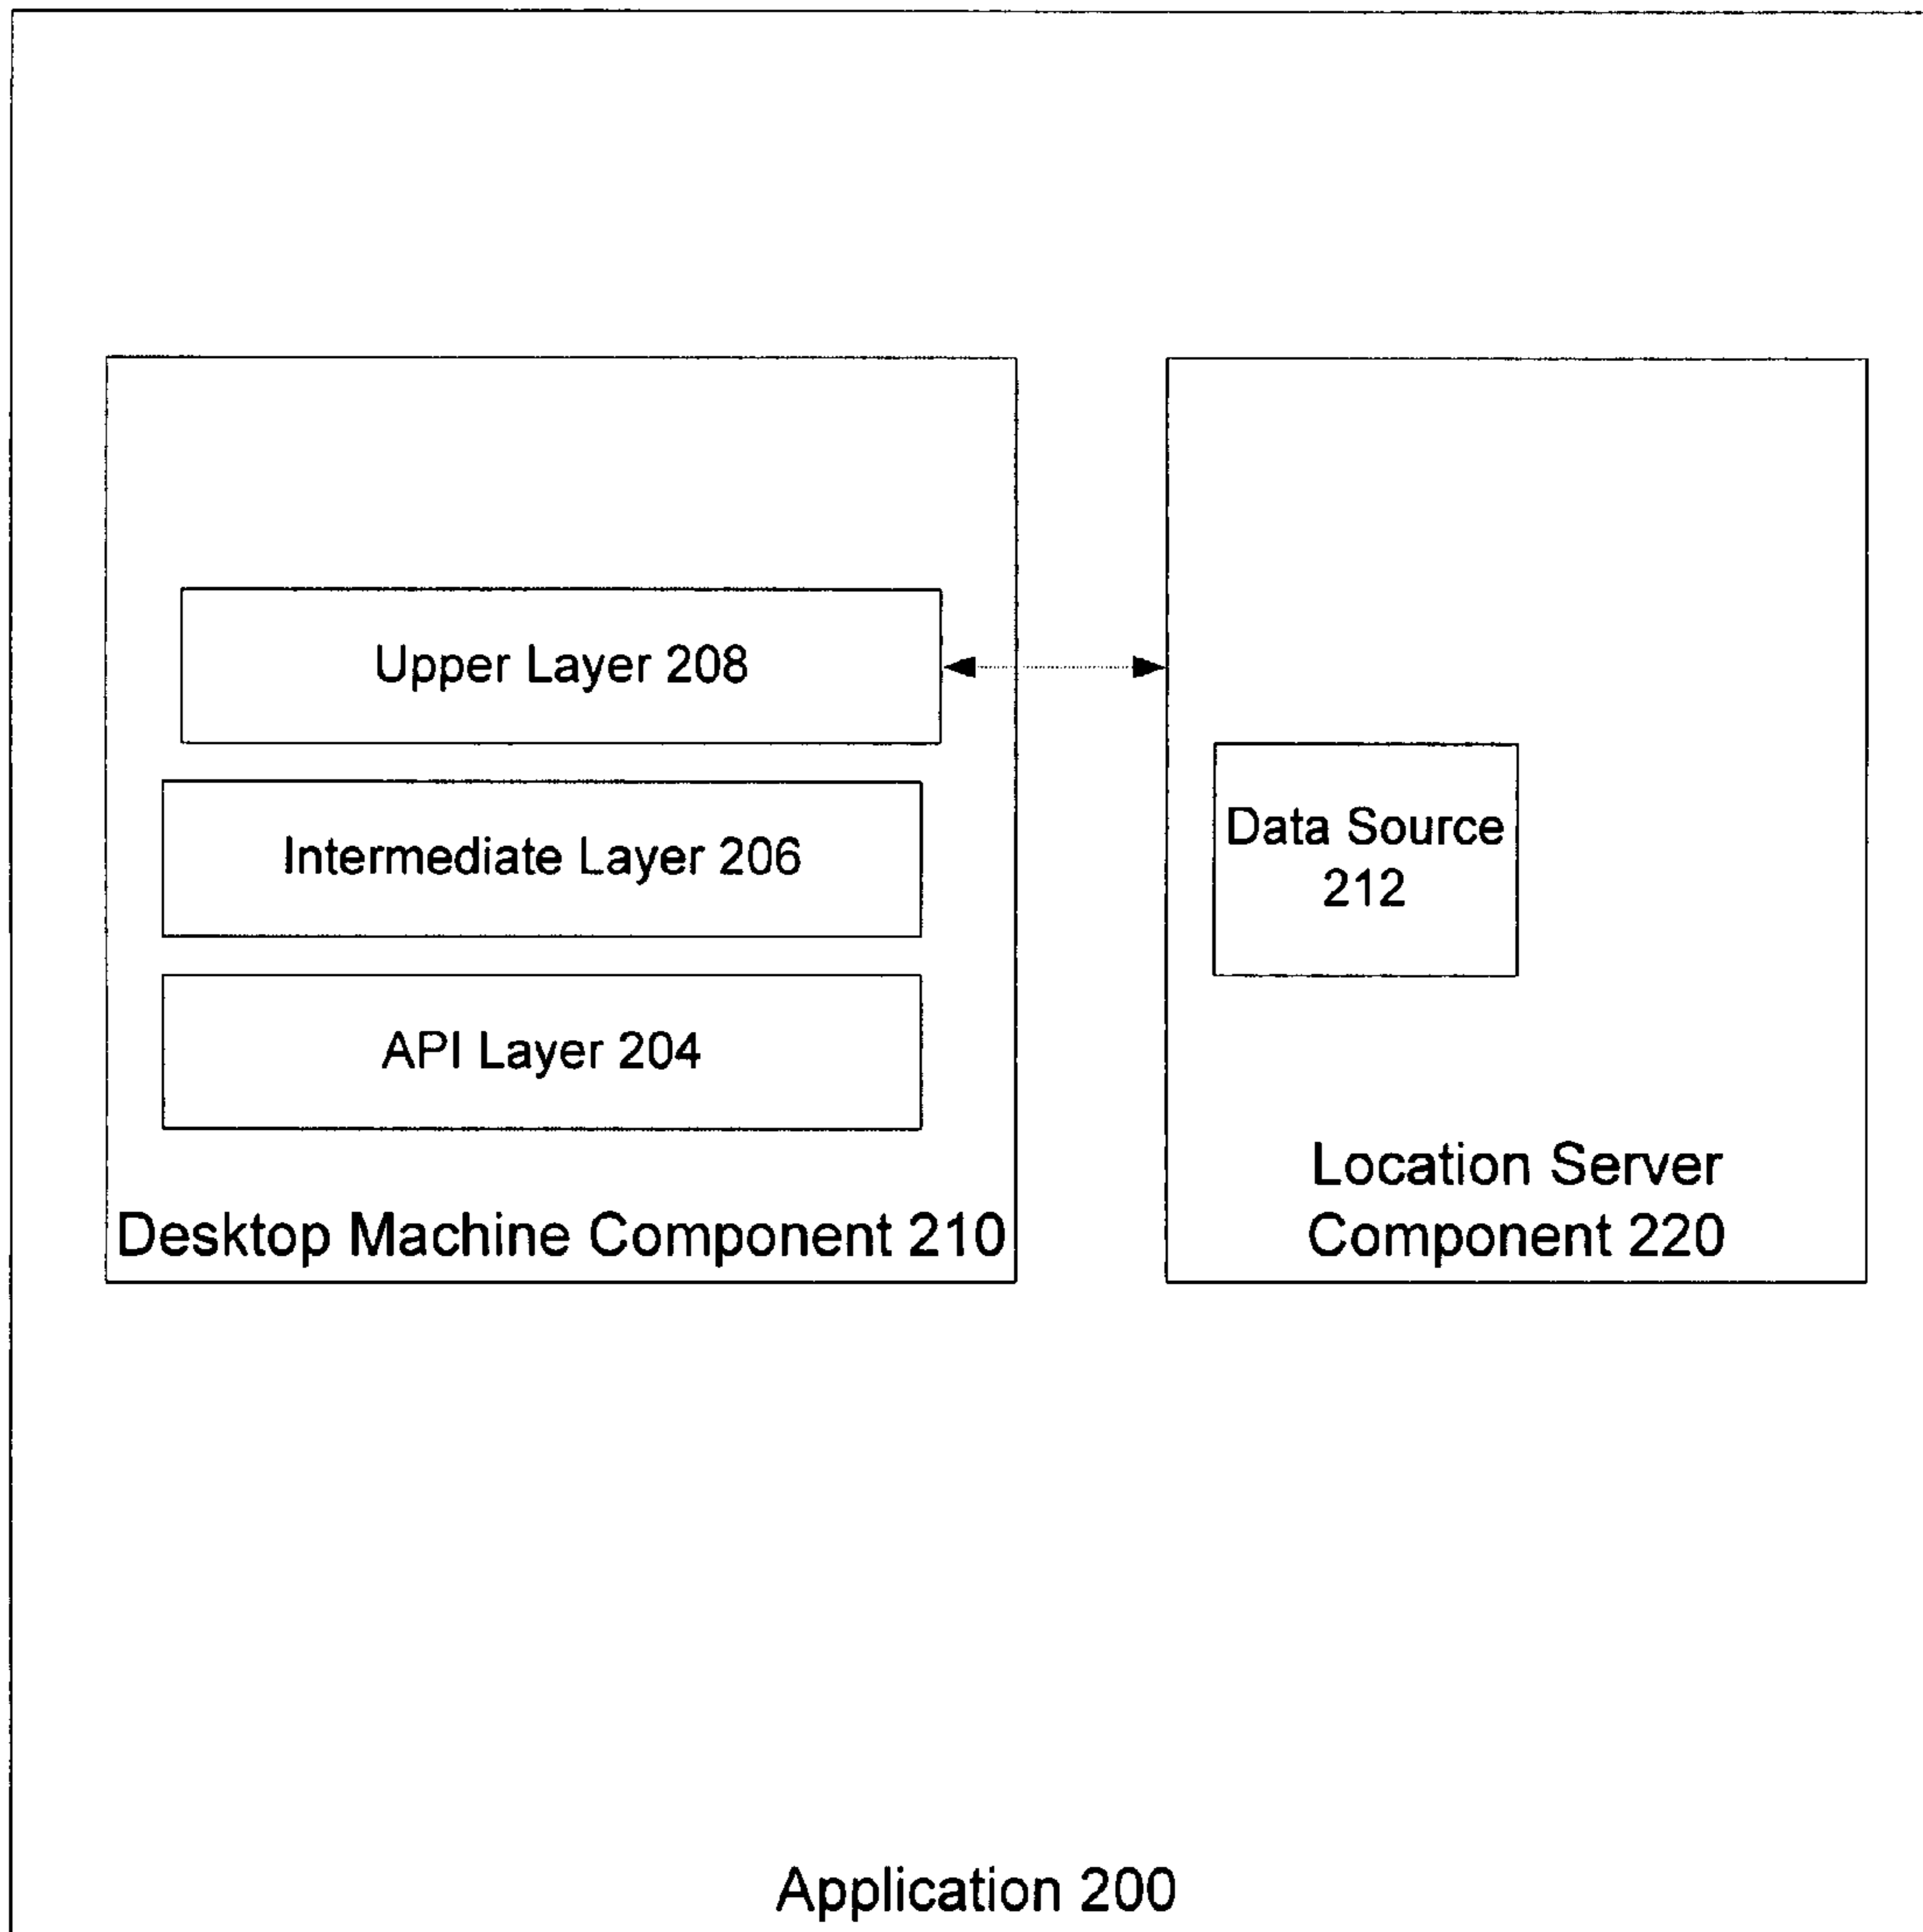 Upper Layer 208
Intermediate Layer 206
API Layer 204
Desktop Machine Component 210
Data Source
212
Location Server
Component 220
Application 200